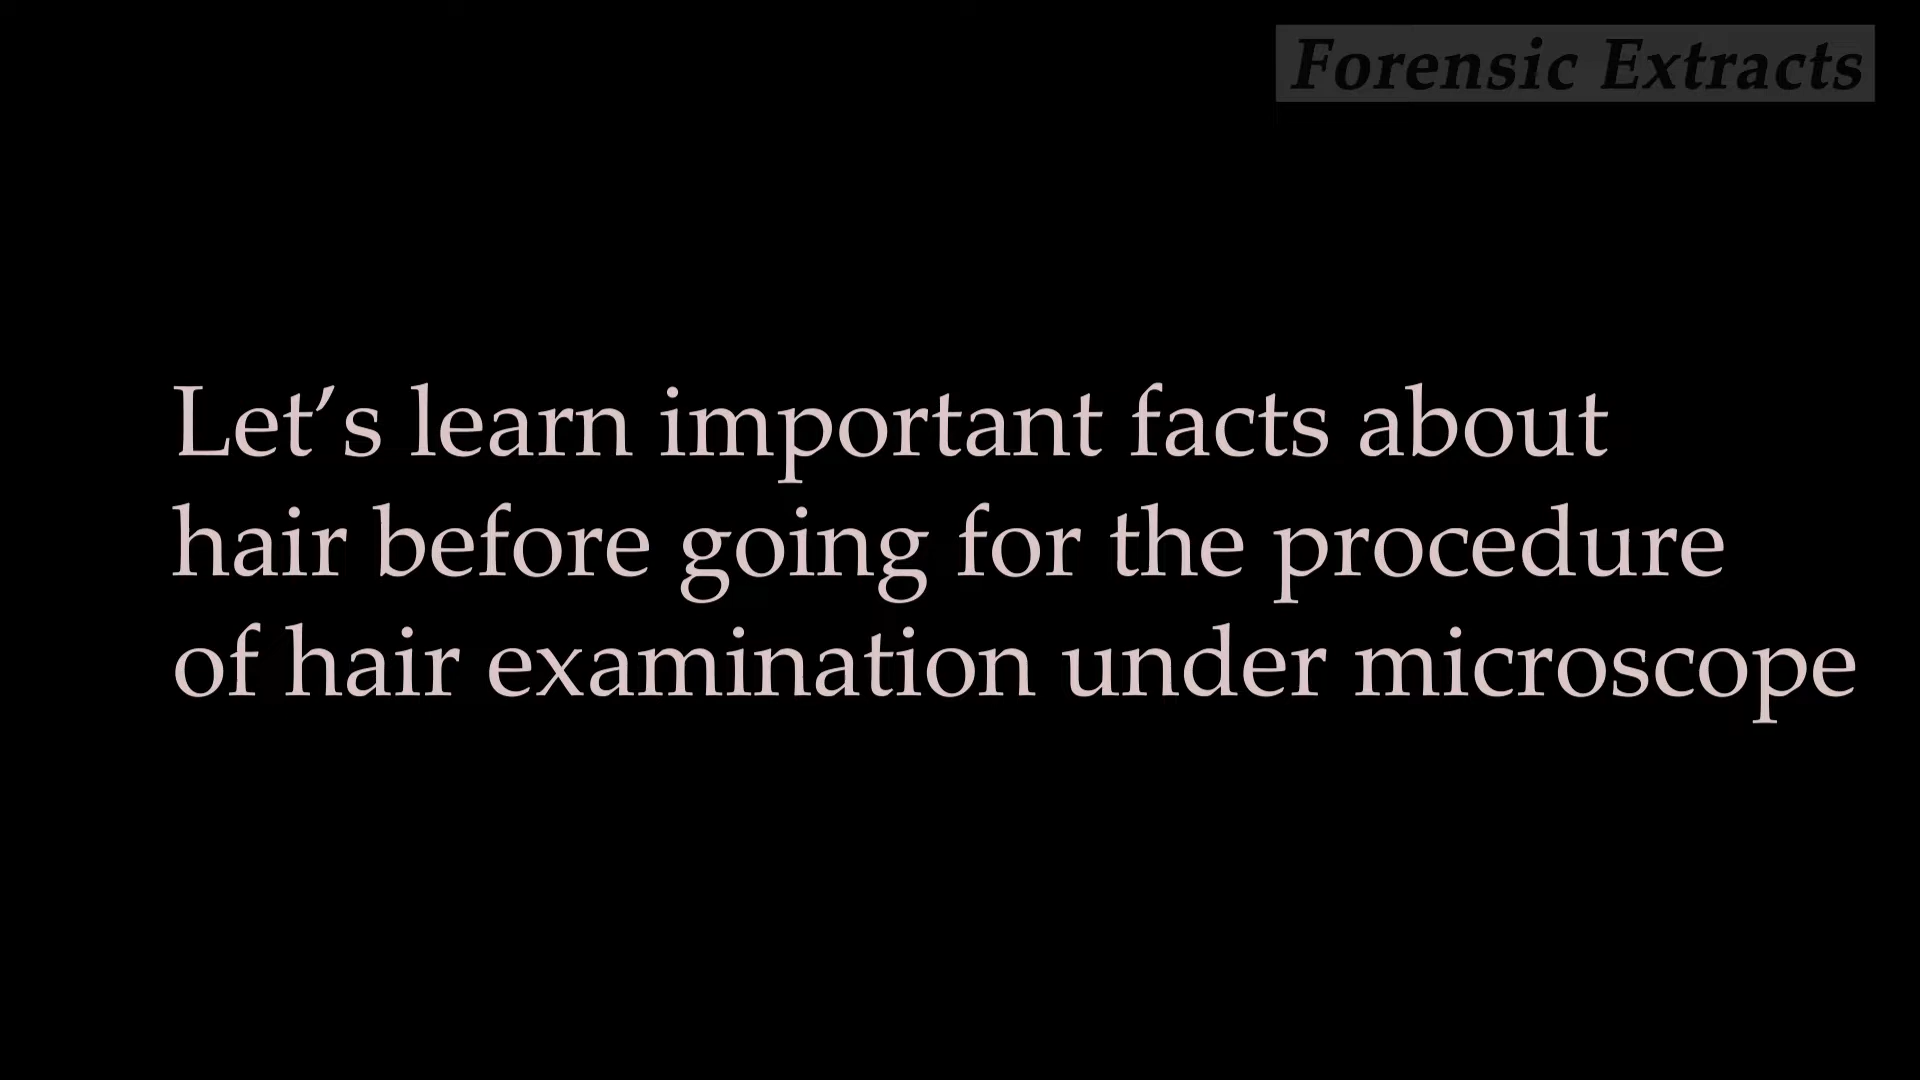 Forensic Extracts
Let’s learn important facts about
hair before going for the procedure
of hair examination under microscope